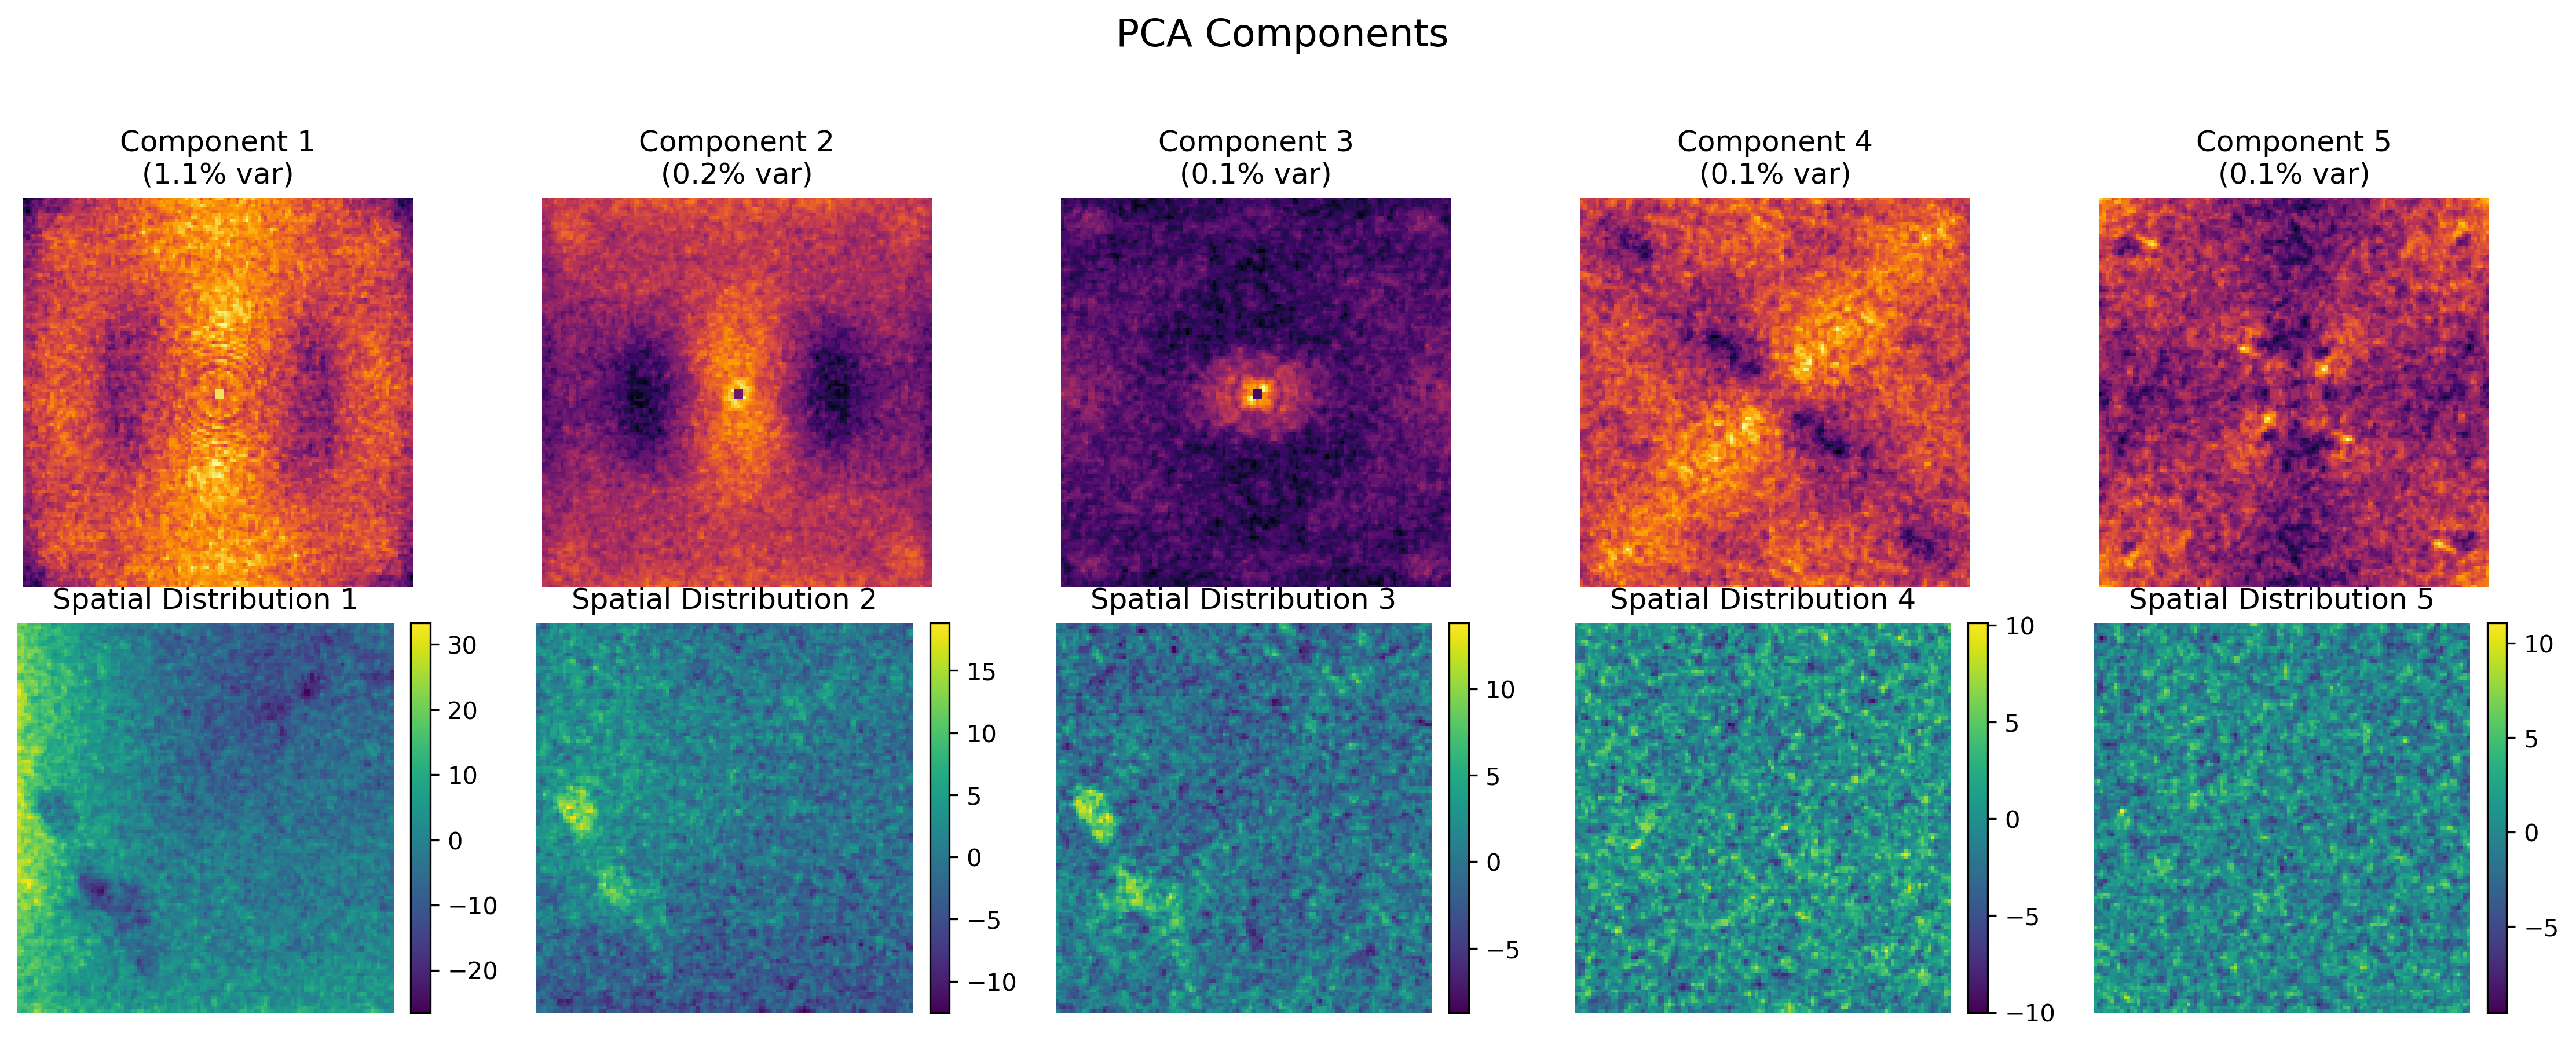 PCA Components
Component 1
(1.1% var)
Component 2
(0.2% var)
Component 3
(0.1% var)
Component 4
(0.1% var)
Component 5
(0.1% var)
Spatial Distribution 1
30
20
10
0
−10
−20
Spatial Distribution 2
15
10
5
0
−5
−10
Spatial Distribution 3
10
5
0
−5
Spatial Distribution 4
10
5
0
−5
−10
Spatial Distribution 5
10
5
0
−5